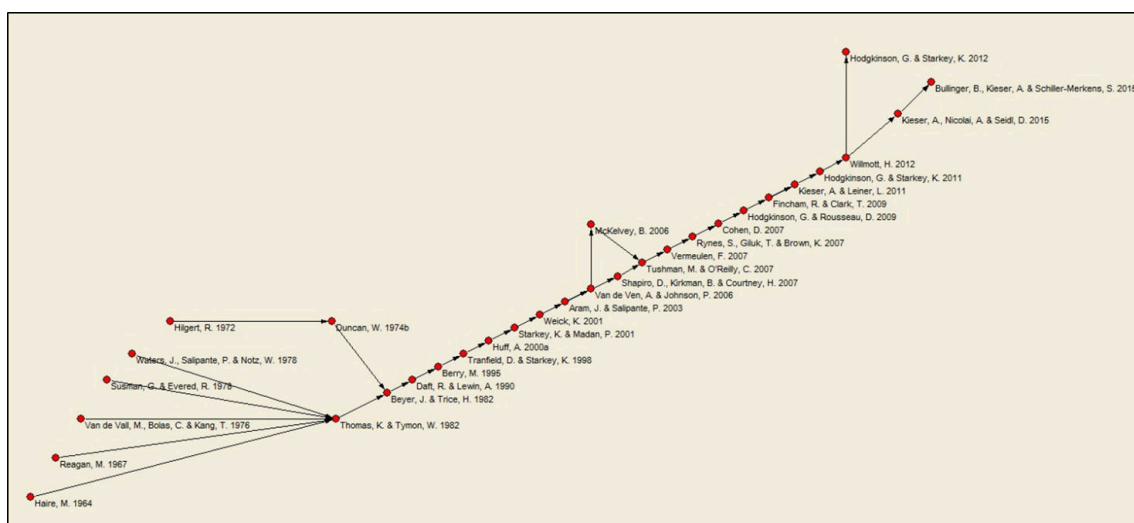 Hodgkinson, G. & Starkey, K. 2012
Bullinger, B., Kieser, A. & Schiller-Merkens, S. 2015
Kieser, A., Nicolai, A. & Seidl, D. 2015
Willmott, H. 2012
Hodgkinson, G. & Starkey, K. 2011
Kieser, A. & Leiner, L. 2011
Fincham, R. & Clark, T. 2009
Hodgkinson, G. & Rousseau, D. 2009
Cohen, D. 2007
McKelvey, B. 2006
Rynes, S., Giluk, T. & Brown, K. 2007
Vermeulen, F. 2007
Tushman, M. & O'Reilly, C. 2007
Shapiro, D., Kirkman, B. & Courtney, H. 2007
Van de Ven, A. & Johnson, P. 2006
Aram, J. & Salipante, P. 2003
Weick, K. 2001
Hilgert, R. 1972
Duncan, W. 1974b
Starkey, K. & Madan, P. 2001
Huff, A. 2000a
Waters, J., Salipante, P. & Notz, W. 1978
Tranfield, D. & Starkey, K. 1998
Berry, M. 1995
Susman, G. & Evered, R. 1978
Daft, R. & Lewin, A. 1990
Beyer, J. & Trice, H. 1982
Van de Vall, M., Bolas, C. & Kang, T. 1976
Thomas, K. & Tymon, W. 1982
Reagan, M. 1967
Haire, M. 1964